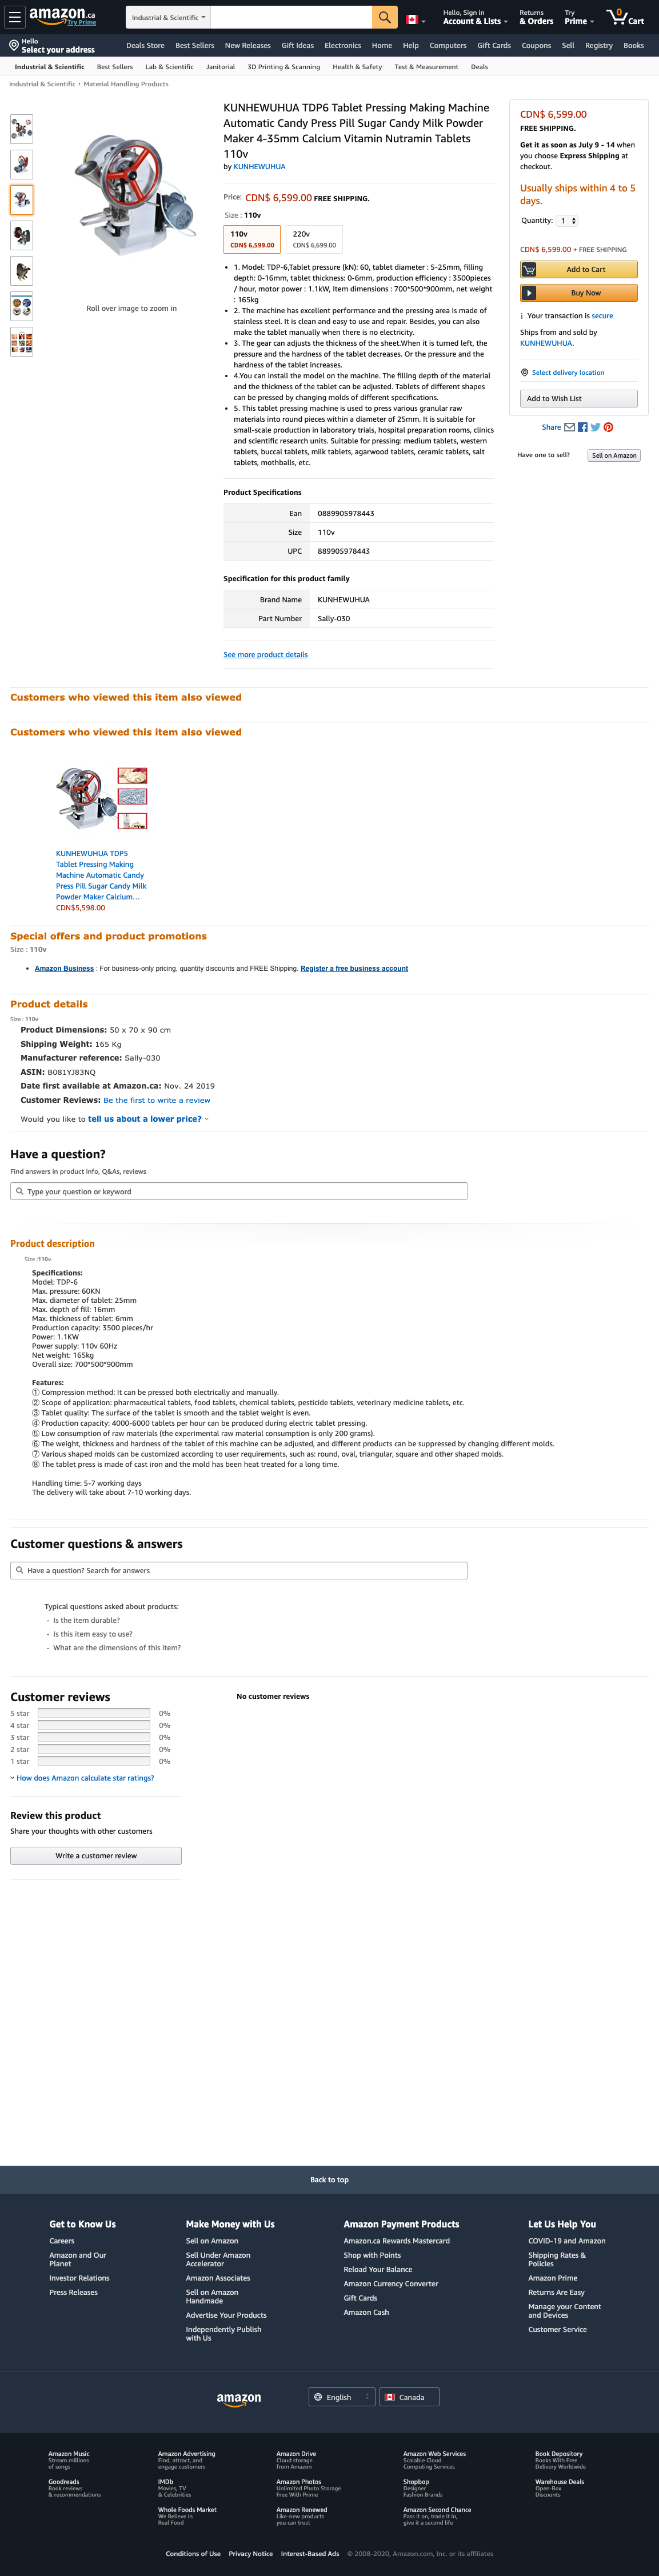 amazon.ca
Try Prime
Industrial & Scientific
Hello, Sign in
Account & Lists
Returns
& Orders
Try
Prime
0
Cart
Hello
Select your address
Deals Store Best Sellers New Releases Gift Ideas Electronics Home Help Computers Gift Cards Coupons Sell Registry Books
Industrial & Scientific Best Sellers Lab & Scientific Janitorial 3D Printing & Scanning Health & Safety Test & Measurement Deals
Industrial & Scientific › Material Handling Products
Roll over image to zoom in
KUNHEWUHUA TDP6 Tablet Pressing Making Machine
Automatic Candy Press Pill Sugar Candy Milk Powder
Maker 4-35mm Calcium Vitamin Nutramin Tablets
110v
by KUNHEWUHUA
Price: CDN$ 6,599.00 FREE SHIPPING.
Size : 110v
110v
CDN$ 6,599.00
220v
CDN$ 6,699.00
• 1. Model: TDP-6,Tablet pressure (kN): 60, tablet diameter : 5-25mm, filling
depth: 0-16mm, tablet thickness: 0-6mm, production efficiency: 3500pcs
/ hour, motor power : 1.1kW, Item dimensions : 700*500*900mm, net weight
: 165kg
• 2. The machine has excellent performance and the pressing area is made of
stainless steel. It is clean and easy to use and repair. Besides, you can also
make the tablet manually when there is no electricity.
• 3. The gear can adjusts the thickness of the sheet.When it is turned left, the
pressure and the hardness of the tablet decreases. Or the pressure and the
hardness of the tablet increases.
• 4.You can install the model on the machine. The filling depth of the material
and the thickness of the tablet can be adjusted. Tablets of different shapes
can be pressed by changing molds of different specifications.
• 5. This tablet pressing machine is used to press various granular raw
materials into round pieces within a diameter of 25mm. It is suitable for
small-scale production in laboratory trials, hospital preparation rooms, clinics
and scientific research units. Suitable for pressing: medium tablets, western
tablets, buccal tablets, milk tablets, agarwood tablets, ceramic tablets, salt
tablets, mothballs, etc.
Product Specifications
Ean 0889905978443
Size 110v
UPC 889905978443
Specification for this product family
Brand Name KUNHEWUHUA
Part Number Sally-030
See more product details
CDN$ 6,599.00
FREE SHIPPING.
Get it as soon as July 9 - 14 when
you choose Express Shipping at
checkout.
Usually ships within 4 to 5
days.
Quantity: 1
CDN$ 6,599.00 + FREE SHIPPING
Add to Cart
Buy Now
Your transaction is secure
Ships from and sold by
KUNHEWUHUA.
Select delivery location
Add to Wish List
Share
Have one to sell?
Sell on Amazon
Customers who viewed this item also viewed
Customers who viewed this item also viewed
KUNHEWUHUA TDP5
Tablet Pressing Making
Machine Automatic Candy
Press Pill Sugar Candy Milk
Powder Maker Calcium…
CDN$5,598.00
Special offers and product promotions
Size : 110v
• Amazon Business : For business-only pricing, quantity discounts and FREE Shipping. Register a free business account
Product details
Size : 110v
Product Dimensions: 50 x 70 x 90 cm
Shipping Weight: 165 Kg
Manufacturer reference: Sally-030
ASIN: B081YJ83NQ
Date first available at Amazon.ca: Nov. 24 2019
Customer Reviews: Be the first to write a review
Would you like to tell us about a lower price?
Have a question?
Find answers in product info, Q&As, reviews
Type your question or keyword
Product description
Size :110v
Specifications:
Model: TDP-6
Max. pressure: 60KN
Max. diameter of tablet: 25mm
Max. depth of fill: 16mm
Max. thickness of tablet: 6mm
Production capacity: 3500 pieces/hr
Power: 1.1KW
Power supply: 110v 60Hz
Net weight: 165kg
Overall size: 700*500*900mm
Features:
① Compression method: It can be pressed both electrically and manually.
② Scope of application: pharmaceutical tablets, food tablets, chemical tablets, pesticide tablets, veterinary medicine tablets, etc.
③ Tablet quality: The surface of the tablet is smooth and the tablet weight is even.
④ Production capacity: 4000-6000 tablets per hour can be produced during electric tablet pressing.
⑤ Low consumption of raw materials (the experimental raw material consumption is only 200 grams).
⑥ The weight, thickness and hardness of the tablet of this machine can be adjusted, and different products can be suppressed by changing different molds.
⑦ Various shaped molds can be customized according to user requirements, such as: round, oval, triangular, square and other shaped molds.
⑧ The tablet press is made of cast iron and the mold has been heat treated for a long time.
Handling time: 5-7 working days
The delivery will take about 7-10 working days.
Customer questions & answers
Have a question? Search for answers
Typical questions asked about products:
- Is the item durable?
- Is this item easy to use?
- What are the dimensions of this item?
Customer reviews
5 star 0%
4 star 0%
3 star 0%
2 star 0%
1 star 0%
How does Amazon calculate star ratings?
Review this product
Share your thoughts with other customers
Write a customer review
No customer reviews
Back to top
Get to Know Us
Careers
Amazon and Our
Planet
Investor Relations
Press Releases
Make Money with Us
Sell on Amazon
Sell Under Amazon
Accelerator
Amazon Associates
Sell on Amazon
Handmade
Advertise Your Products
Independently Publish
with Us
Amazon Payment Products
Amazon.ca Rewards Mastercard
Shop with Points
Reload Your Balance
Amazon Currency Converter
Gift Cards
Amazon Cash
Let Us Help You
COVID-19 and Amazon
Shipping Rates &
Policies
Amazon Prime
Returns Are Easy
Manage your Content
and Devices
Customer Service
amazon
English
Canada
Amazon Music
Stream millions
of songs
Amazon Advertising
Find, attract, and
engage customers
Amazon Drive
Cloud storage
from Amazon
Amazon Web Services
Scalable Cloud
Computing Services
Book Depository
Books With Free
Delivery Worldwide
Goodreads
Book reviews
& recommendations
IMDb
Movies, TV
& Celebrities
Amazon Photos
Unlimited Photo Storage
Free With Prime
Shopbop
Designer
Fashion Brands
Warehouse Deals
Open-Box
Discounts
Whole Foods Market
We Believe in
Real Food
Amazon Renewed
Like-new products
you can trust
Amazon Second Chance
Pass it on, trade it in,
give it a second life
Conditions of Use Privacy Notice Interest-Based Ads © 2008-2020, Amazon.com, Inc. or its affiliates